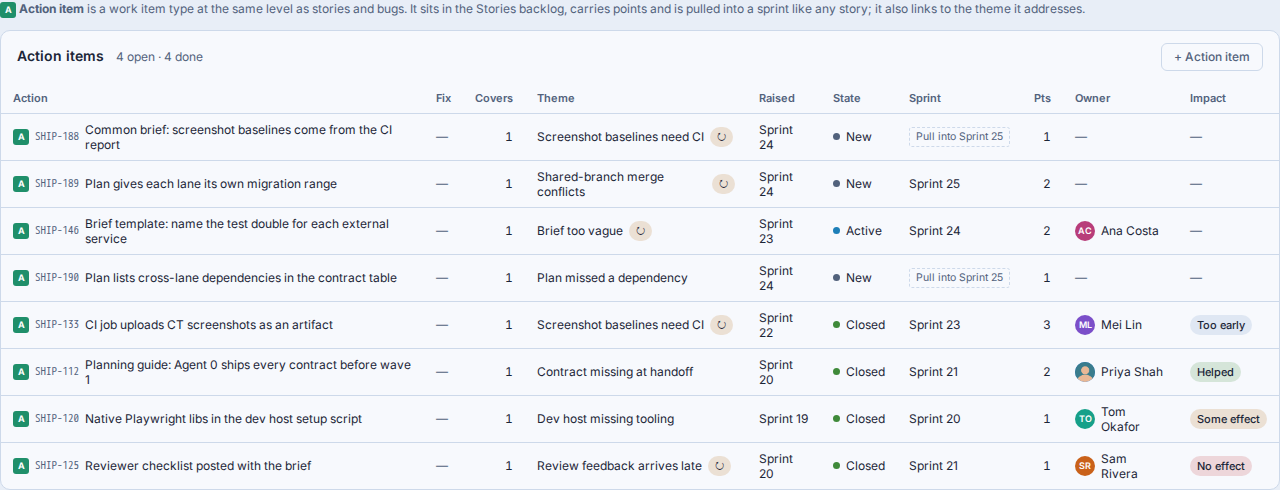 A Action item is a work item type at the same level as stories and bugs. It sits in the Stories backlog, carries points and is pulled into a sprint like any story; it also links to the theme it addresses.
Action items 4 open · 4 done + Action item
Action Fix Covers Theme Raised State Sprint Pts Owner Impact
A SHIP-188 Common brief: screenshot baselines come from the CI report — 1 Screenshot baselines need CI Sprint 24 New Pull into Sprint 25 1 — —
A SHIP-189 Plan gives each lane its own migration range — 1 Shared-branch merge conflicts Sprint 24 New Sprint 25 2 — —
A SHIP-146 Brief template: name the test double for each external service — 1 Brief too vague Sprint 23 Active Sprint 24 2 AC Ana Costa —
A SHIP-190 Plan lists cross-lane dependencies in the contract table — 1 Plan missed a dependency Sprint 24 New Pull into Sprint 25 1 — —
A SHIP-133 CI job uploads CT screenshots as an artifact — 1 Screenshot baselines need CI Sprint 22 Closed Sprint 23 3 ML Mei Lin Too early
A SHIP-112 Planning guide: Agent 0 ships every contract before wave 1 — 1 Contract missing at handoff Sprint 20 Closed Sprint 21 2 Priya Shah Helped
A SHIP-120 Native Playwright libs in the dev host setup script — 1 Dev host missing tooling Sprint 19 Closed Sprint 20 1 TO Tom Okafor Some effect
A SHIP-125 Reviewer checklist posted with the brief — 1 Review feedback arrives late Sprint 20 Closed Sprint 21 1 SR Sam Rivera No effect